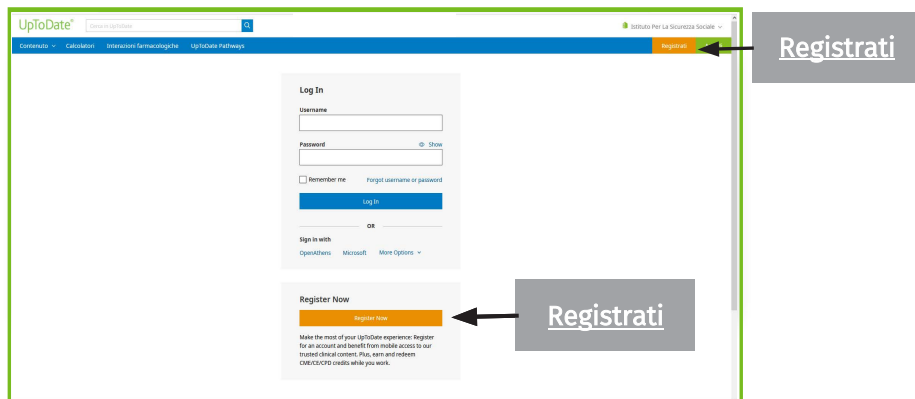 UpToDate®
Cerca in UpToDate
Istituto Per La Sicurezza Sociale
Contenuto
Calcolatori
Interazioni farmacologiche
UpToDate Pathways
Registrati
Registrati
Log In
Username
Password
Show
Remember me
Forgot username or password
Log In
OR
Sign in with
OpenAthens
Microsoft
More Options
Register Now
Register Now
Registrati
Make the most of your UpToDate experience: Register
for an account and benefit from mobile access to our
trusted clinical content. Plus, earn and redeem
CME/CE/CPD credits while you work.